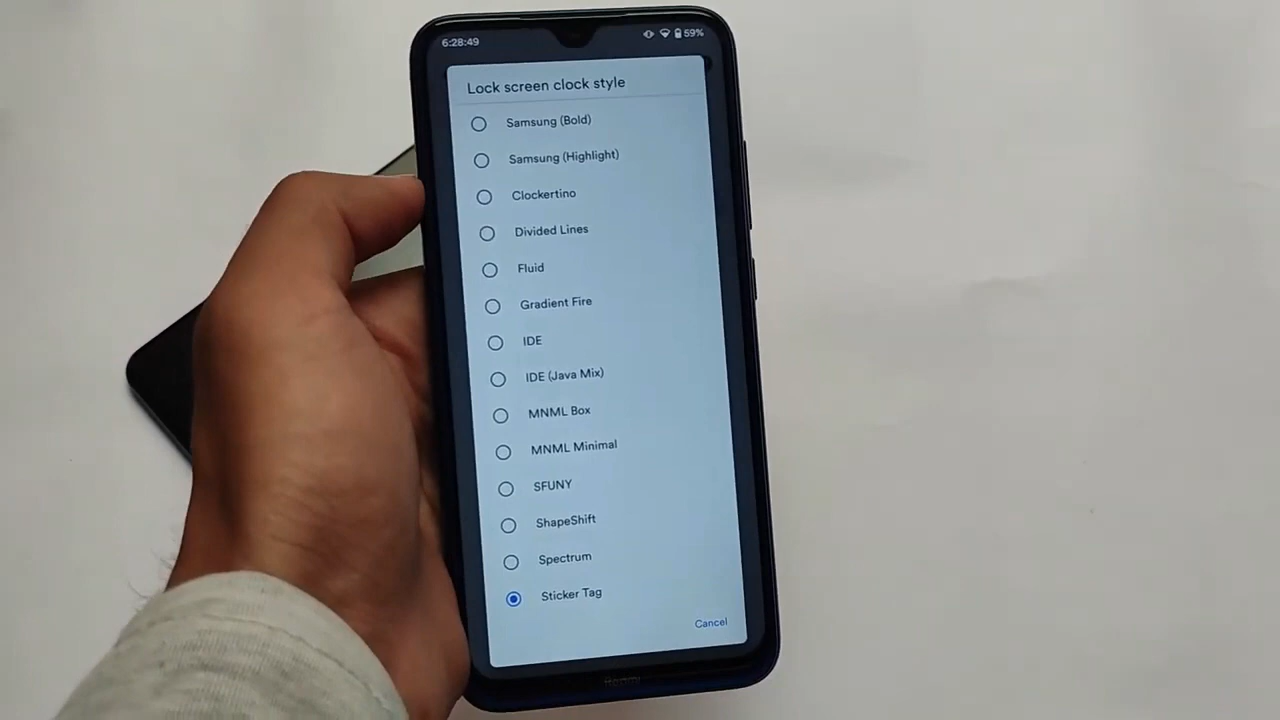 6:28:49
59%
Lock screen clock style
Samsung (Bold)
Samsung (Highlight)
Clockertino
Divided Lines
Fluid
Gradient Fire
IDE
IDE (Java Mix)
MNML Box
MNML Minimal
SFUNY
ShapeShift
Spectrum
Sticker Tag
Cancel
Redmi